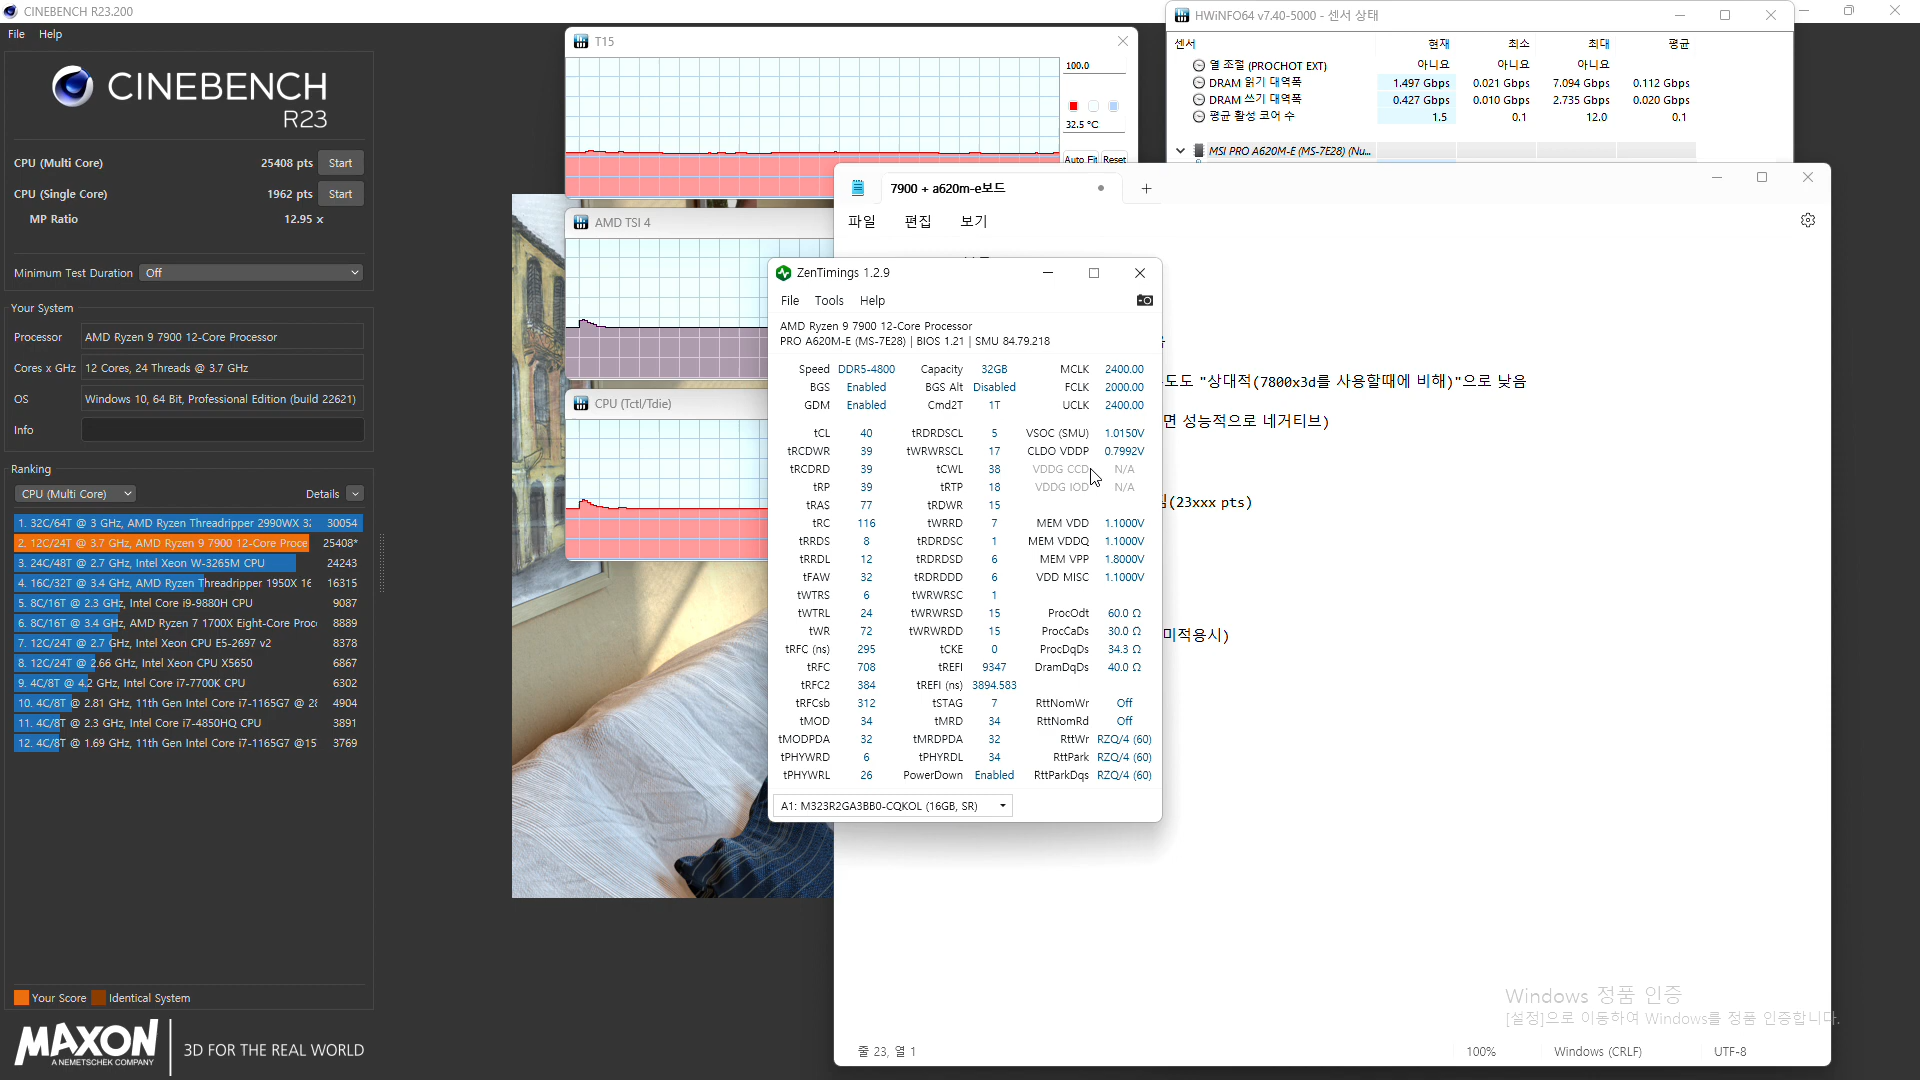 CINEBENCH R23.200
File Help
CINEBENCH
R23
CPU (Multi Core) 25408 pts Start
CPU (Single Core) 1962 pts Start
MP Ratio 12.95 x
Minimum Test Duration Off
Your System
Processor AMD Ryzen 9 7900 12-Core Processor
Cores x GHz 12 Cores, 24 Threads @ 3.7 GHz
OS Windows 10, 64 Bit, Professional Edition (build 22621)
Info
Ranking
CPU (Multi Core) Details
1. 32C/64T @ 3 GHz, AMD Ryzen Threadripper 2990WX 32 30054
2. 12C/24T @ 3.7 GHz, AMD Ryzen 9 7900 12-Core Proce 25408*
3. 24C/48T @ 2.7 GHz, Intel Xeon W-3265M CPU 24243
4. 16C/32T @ 3.4 GHz, AMD Ryzen Threadripper 1950X 16 16315
5. 8C/16T @ 2.3 GHz, Intel Core i9-9880H CPU 9087
6. 8C/16T @ 3.4 GHz, AMD Ryzen 7 1700X Eight-Core Proc 8889
7. 12C/24T @ 2.7 GHz, Intel Xeon CPU E5-2697 v2 8378
8. 12C/24T @ 2.66 GHz, Intel Xeon CPU X5650 6867
9. 4C/8T @ 4.2 GHz, Intel Core i7-7700K CPU 6302
10. 4C/8T @ 2.81 GHz, 11th Gen Intel Core i7-1165G7 @ 28 4904
11. 4C/8T @ 2.3 GHz, Intel Core i7-4850HQ CPU 3891
12. 4C/8T @ 1.69 GHz, 11th Gen Intel Core i7-1165G7 @15 3769
Your Score Identical System
MAXON
A NEMETSCHEK COMPANY
3D FOR THE REAL WORLD
T15
100.0
32.5 °C
Auto Fit Reset
AMD TSI 4
CPU (Tctl/Tdie)
HWiNFO64 v7.40-5000 - 센서 상태
센서 현재 최소 최대 평균
열 조절 (PROCHOT EXT) 아니요 아니요 아니요
DRAM 읽기 대역폭 1.497 Gbps 0.021 Gbps 7.094 Gbps 0.112 Gbps
DRAM 쓰기 대역폭 0.427 Gbps 0.010 Gbps 2.735 Gbps 0.020 Gbps
평균 활성 코어 수 1.5 0.1 12.0 0.1
MSI PRO A620M-E (MS-7E28) (Nu...
7900 + a620m-e보드
파일 편집 보기
도도 "상대적(7800x3d를 사용할때에 비해)"으로 낮음
면 성능적으로 네거티브)
(23xxx pts)
미적용시)
줄 23, 열 1 100% Windows (CRLF) UTF-8
Windows 정품 인증
[설정]으로 이동하여 Windows를 정품 인증합니다.
ZenTimings 1.2.9
File Tools Help
AMD Ryzen 9 7900 12-Core Processor
PRO A620M-E (MS-7E28) | BIOS 1.21 | SMU 84.79.218
Speed DDR5-4800 Capacity 32GB MCLK 2400.00
BGS Enabled BGS Alt Disabled FCLK 2000.00
GDM Enabled Cmd2T 1T UCLK 2400.00
tCL 40 tRDRDSCL 5 VSOC (SMU) 1.0150V
tRCDWR 39 tWRWRSCL 17 CLDO VDDP 0.7992V
tRCDRD 39 tCWL 38 VDDG CCD N/A
tRP 39 tRTP 18 VDDG IOD N/A
tRAS 77 tRDWR 15
tRC 116 tWRRD 7 MEM VDD 1.1000V
tRRDS 8 tRDRDSC 1 MEM VDDQ 1.1000V
tRRDL 12 tRDRDSD 6 MEM VPP 1.8000V
tFAW 32 tRDRDDD 6 VDD MISC 1.1000V
tWTRS 6 tWRWRSC 1
tWTRL 24 tWRWRSD 15 ProcOdt 60.0 Ω
tWR 72 tWRWRDD 15 ProcCaDs 30.0 Ω
tRFC (ns) 295 tCKE 0 ProcDqDs 34.3 Ω
tRFC 708 tREFI 9347 DramDqDs 40.0 Ω
tRFC2 384 tREFI (ns) 3894.583
tRFCsb 312 tSTAG 7 RttNomWr Off
tMOD 34 tMRD 34 RttNomRd Off
tMODPDA 32 tMRDPDA 32 RttWr RZQ/4 (60)
tPHYWRD 6 tPHYRDL 34 RttPark RZQ/4 (60)
tPHYWRL 26 PowerDown Enabled RttParkDqs RZQ/4 (60)
A1: M323R2GA3BB0-CQKOL (16GB, SR)